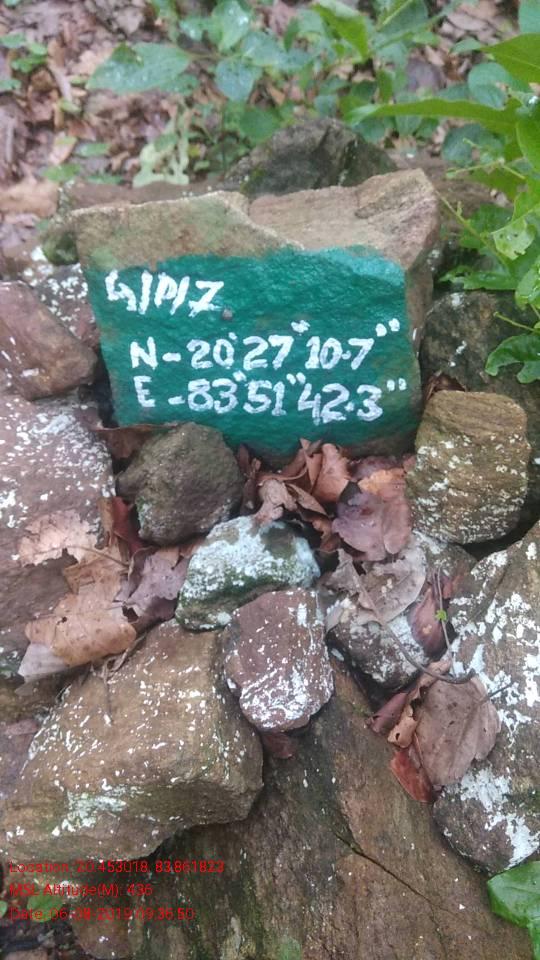 4/P/Z
N-20°27"10.7"
E-83°51"42.3"
Location: 20.453018, 83.861823
MSL Altitude(M): 436
Date: 06-08-2019 09:36:50